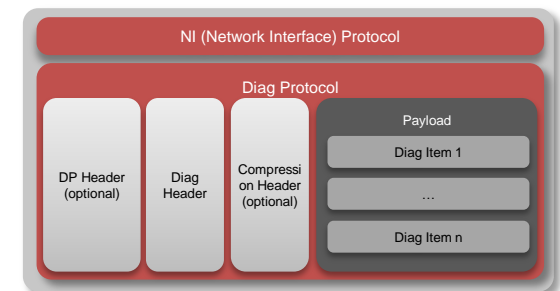 NI (Network Interface) Protocol
Diag Protocol
DP Header
(optional)
Diag
Header
Compressi
on Header
(optional)
Payload
Diag Item 1
…
Diag Item n